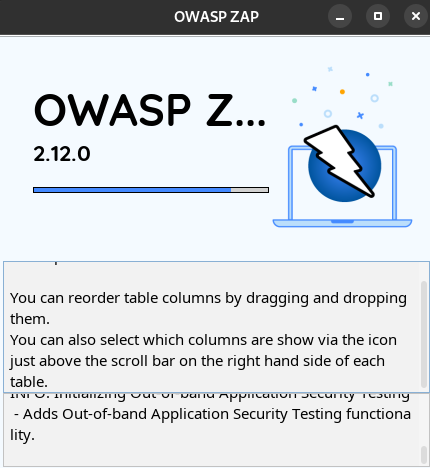 OWASP ZAP
OWASP Z...
2.12.0
You can reorder table columns by dragging and dropping
them.
You can also select which columns are show via the icon
just above the scroll bar on the right hand side of each
table.
INFO: Initializing Out-of-band Application Security Testing
- Adds Out-of-band Application Security Testing functiona
lity.